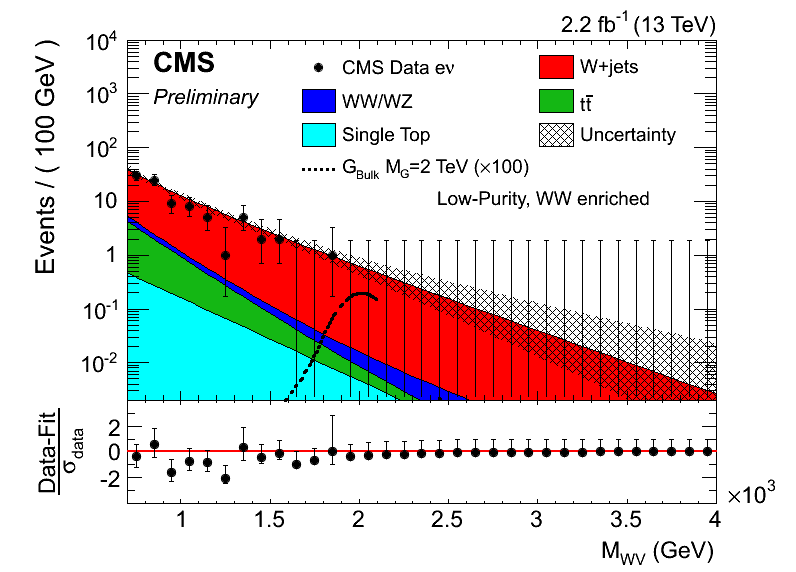 2.2 fb⁻¹ (13 TeV)
CMS
Preliminary
CMS Data eν
W+jets
WW/WZ
tt̄
Single Top
Uncertainty
G_Bulk M_G=2 TeV (×100)
Low-Purity, WW enriched
Events / ( 100 GeV )
10⁴
10³
10²
10
1
10⁻¹
10⁻²
Data-Fit
σ_data
2
0
-2
1
1.5
2
2.5
3
3.5
4
×10³
M_WV (GeV)